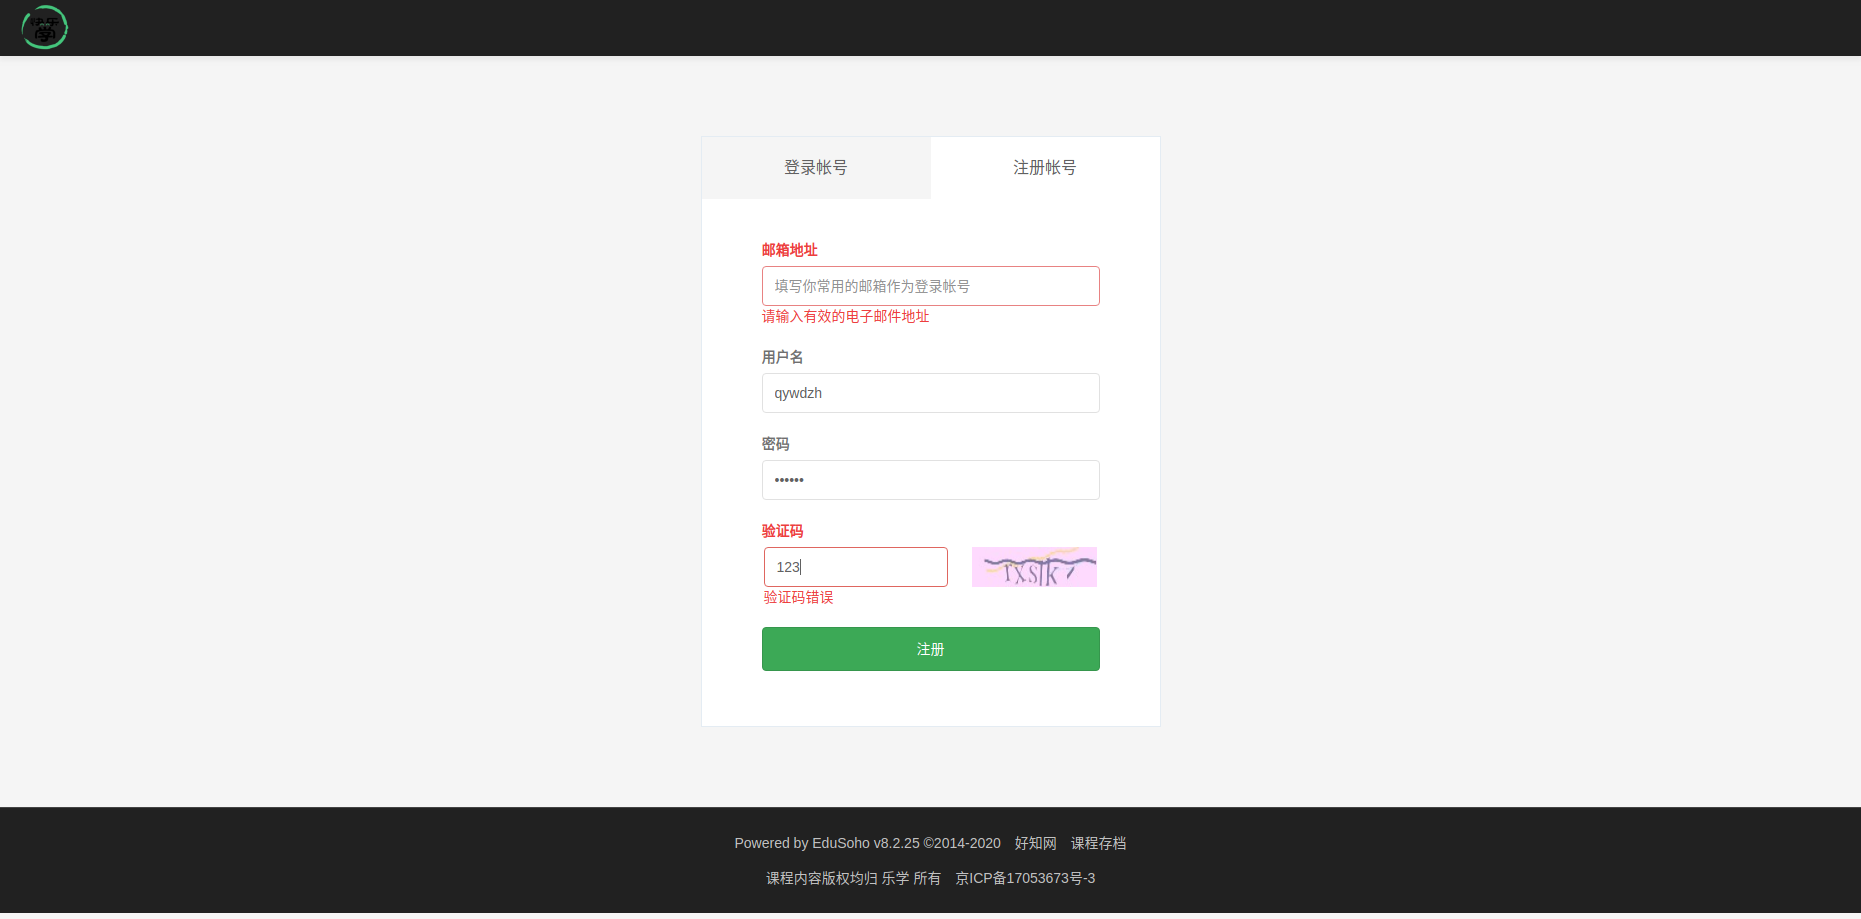 快乐
學
登录帐号 注册帐号
邮箱地址
填写你常用的邮箱作为登录帐号
请输入有效的电子邮件地址
用户名
qywdzh
密码
••••••
验证码
123
验证码错误
注册
Powered by EduSoho v8.2.25 ©2014-2020 好知网 课程存档
课程内容版权均归 乐学 所有 京ICP备17053673号-3